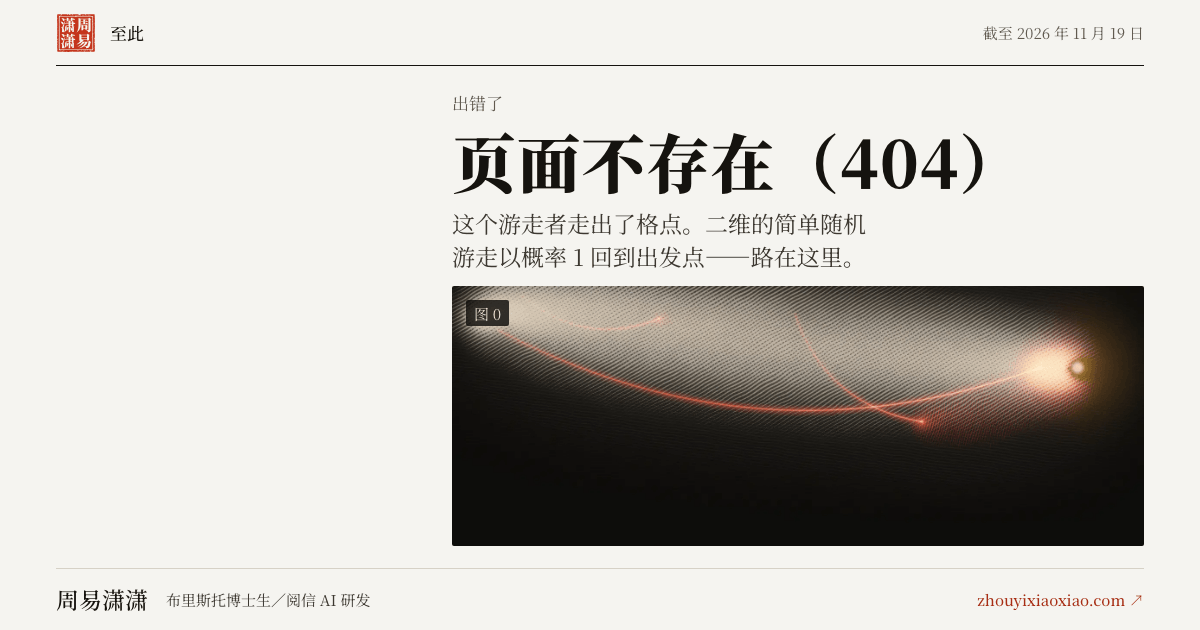 周易潇潇
至此
截至 2026 年 11 月 19 日
出错了
页面不存在（404）
这个游走者走出了格点。二维的简单随机
游走以概率 1 回到出发点——路在这里。
图 0
周易潇潇
布里斯托博士生／阅信 AI 研发
zhouyixiaoxiao.com ↗